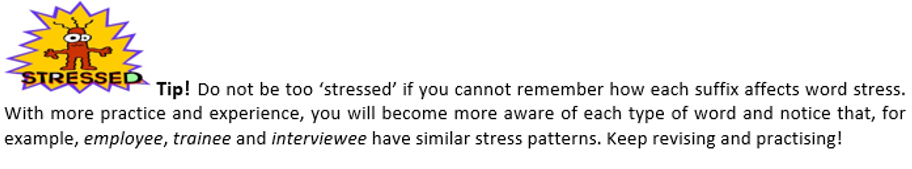 STRESSED
Tip! Do not be too ‘stressed’ if you cannot remember how each suffix affects word stress.
With more practice and experience, you will become more aware of each type of word and notice that, for
example, employee, trainee and interviewee have similar stress patterns. Keep revising and practising!